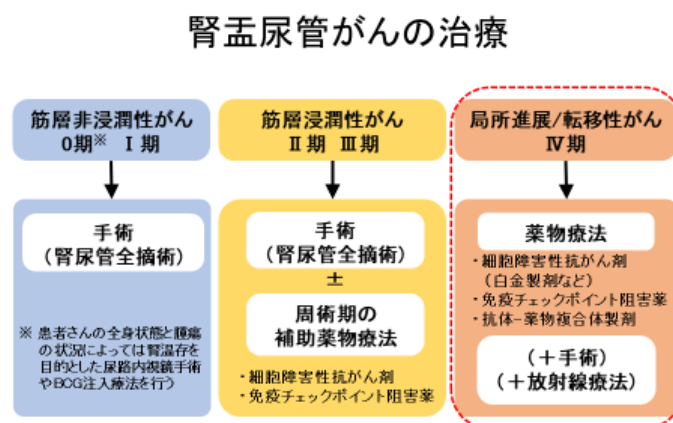 腎盂尿管がんの治療
筋層非浸潤性がん
0期※ Ⅰ期
手術
(腎尿管全摘術)
※ 患者さんの全身状態と腫瘍
の状況によっては腎温存を
目的とした尿路内視鏡手術
やBCG注入療法を行う)
筋層浸潤性がん
Ⅱ期 Ⅲ期
手術
(腎尿管全摘術)
±
周術期の
補助薬物療法
・細胞障害性抗がん剤
・免疫チェックポイント阻害薬
局所進展/転移性がん
Ⅳ期
薬物療法
・細胞障害性抗がん剤
(白金製剤など)
・免疫チェックポイント阻害薬
・抗体-薬物複合体製剤
(+手術)
(+放射線療法)